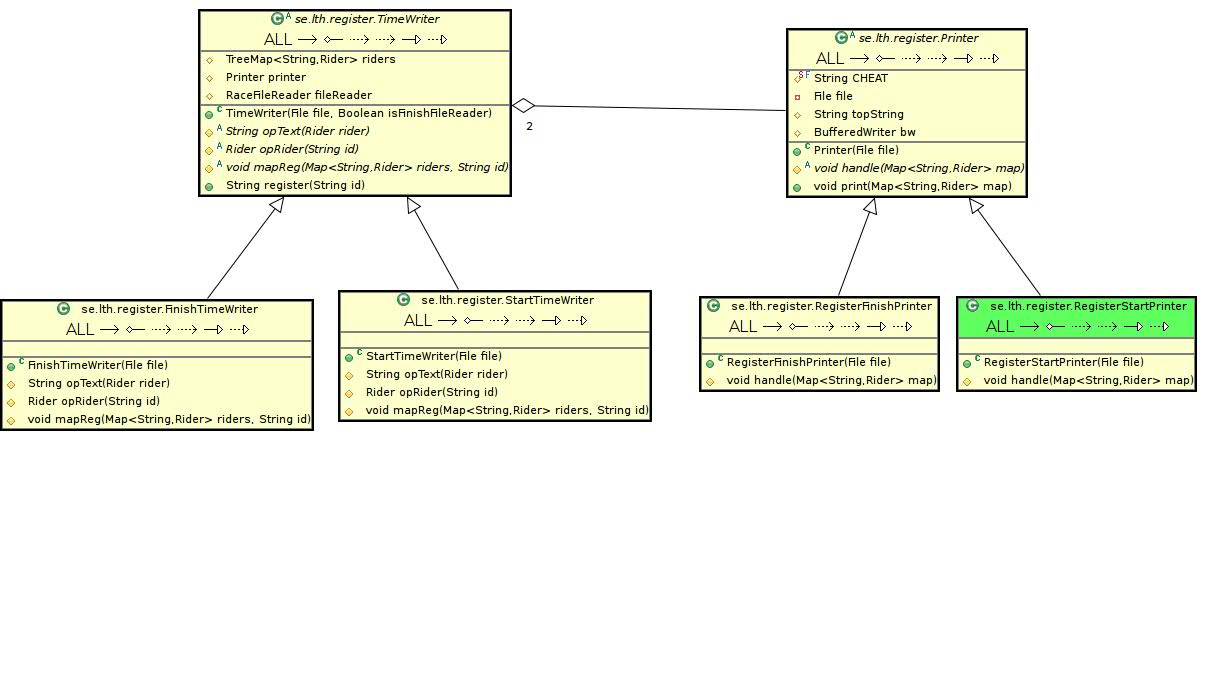 se.lth.register.TimeWriter
ALL
TreeMap<String,Rider> riders
Printer printer
RaceFileReader fileReader
TimeWriter(File file, Boolean isFinishFileReader)
String opText(Rider rider)
Rider opRider(String id)
void mapReg(Map<String,Rider> riders, String id)
String register(String id)
2
se.lth.register.Printer
ALL
String CHEAT
File file
String topString
BufferedWriter bw
Printer(File file)
void handle(Map<String,Rider> map)
void print(Map<String,Rider> map)
se.lth.register.FinishTimeWriter
ALL
FinishTimeWriter(File file)
String opText(Rider rider)
Rider opRider(String id)
void mapReg(Map<String,Rider> riders, String id)
se.lth.register.StartTimeWriter
ALL
StartTimeWriter(File file)
String opText(Rider rider)
Rider opRider(String id)
void mapReg(Map<String,Rider> riders, String id)
se.lth.register.RegisterFinishPrinter
ALL
RegisterFinishPrinter(File file)
void handle(Map<String,Rider> map)
se.lth.register.RegisterStartPrinter
ALL
RegisterStartPrinter(File file)
void handle(Map<String,Rider> map)